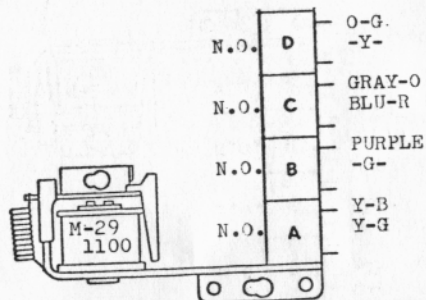 O-G.
N.O. D -Y-
GRAY-O
N.O. C BLU-R
PURPLE
N.O. B -G-
Y-B
N.O. A Y-G
M-29
1100